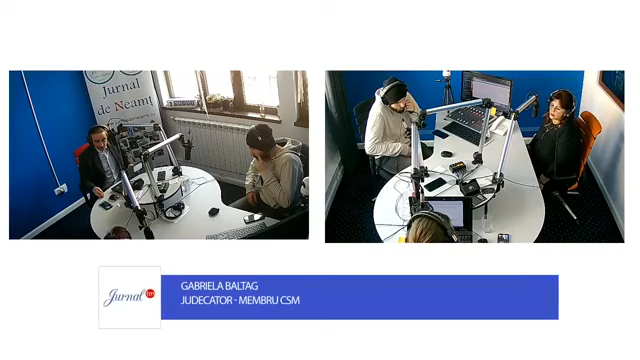 Jurnal
de Neamț
Jurnal fm
GABRIELA BALTAG
JUDECATOR - MEMBRU CSM